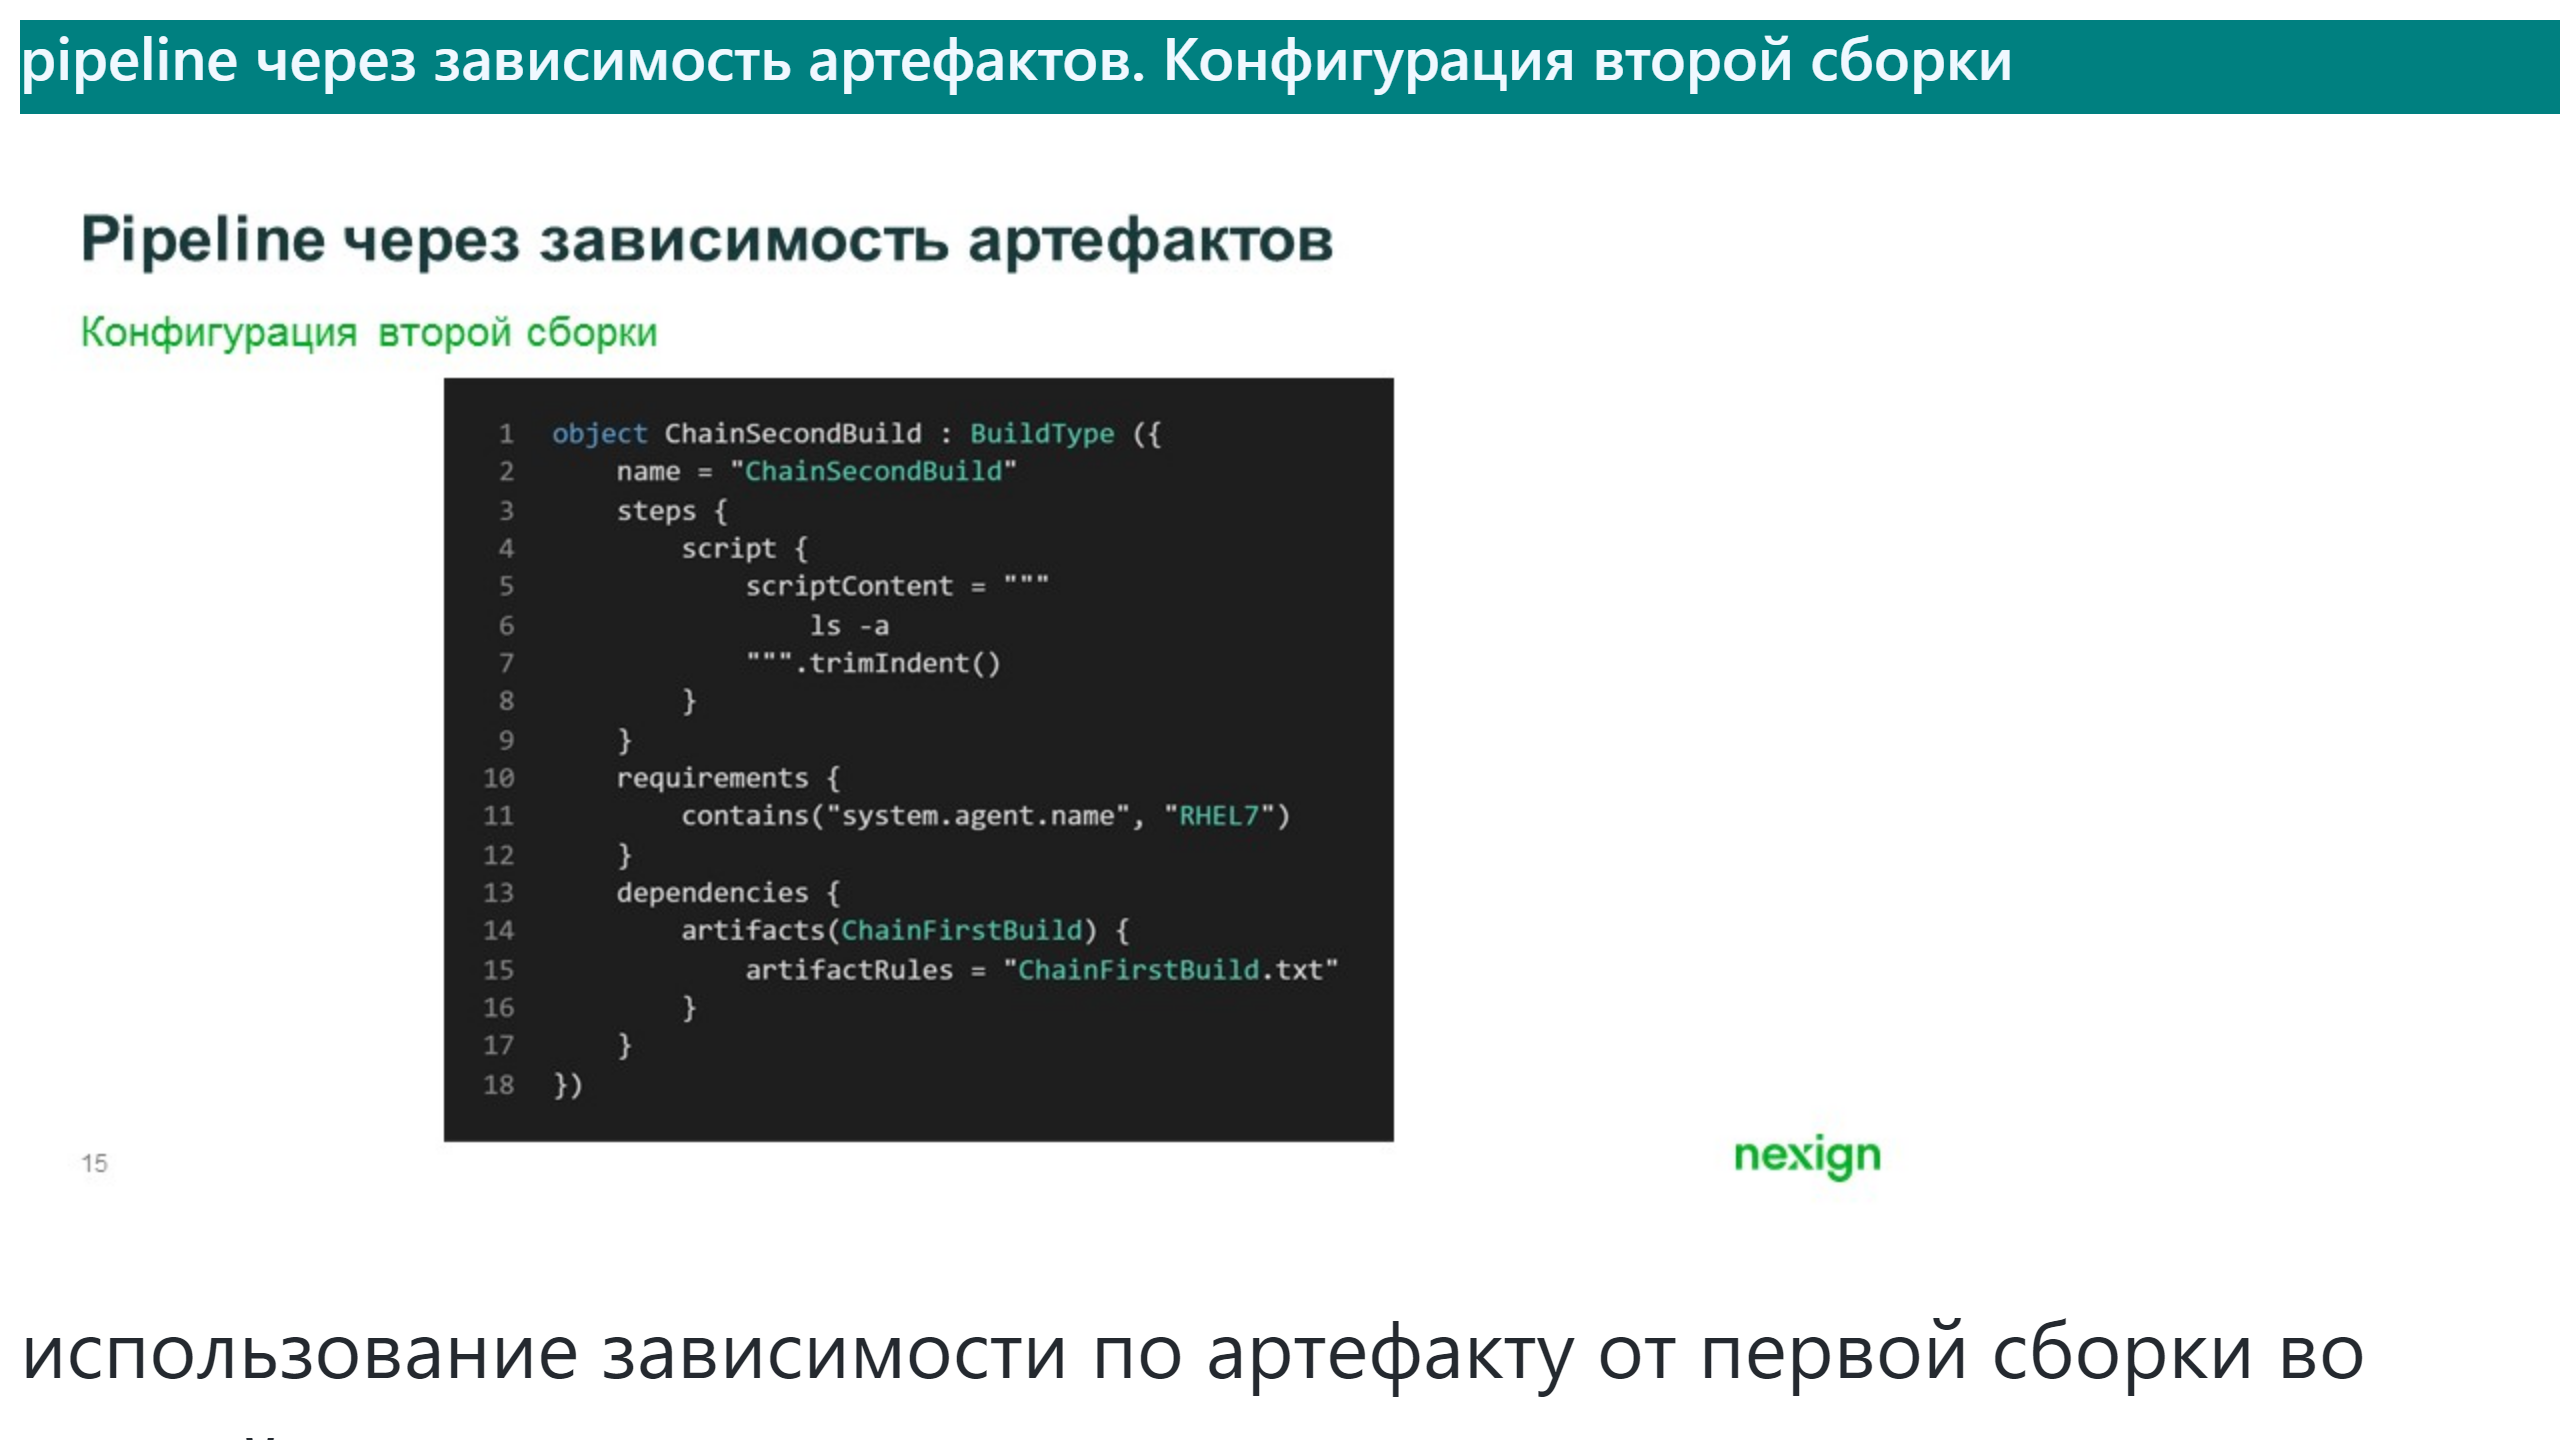 pipeline через зависимость артефактов. Конфигурация второй сборки
Pipeline через зависимость артефактов
Конфигурация второй сборки
1 object ChainSecondBuild : BuildType ({
2 name = "ChainSecondBuild"
3 steps {
4 script {
5 scriptContent = """
6 ls -a
7 """.trimIndent()
8 }
9 }
10 requirements {
11 contains("system.agent.name", "RHEL7")
12 }
13 dependencies {
14 artifacts(ChainFirstBuild) {
15 artifactRules = "ChainFirstBuild.txt"
16 }
17 }
18 })
15
nexign
использование зависимости по артефакту от первой сборки во